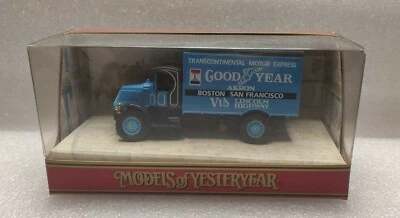 TRANSCONTINENTAL MOTOR EXPRESS
GOODYEAR
AKRON
BOSTON SAN FRANCISCO
VIA LINCOLN
HIGHWAY
MODELS of YESTERYEAR